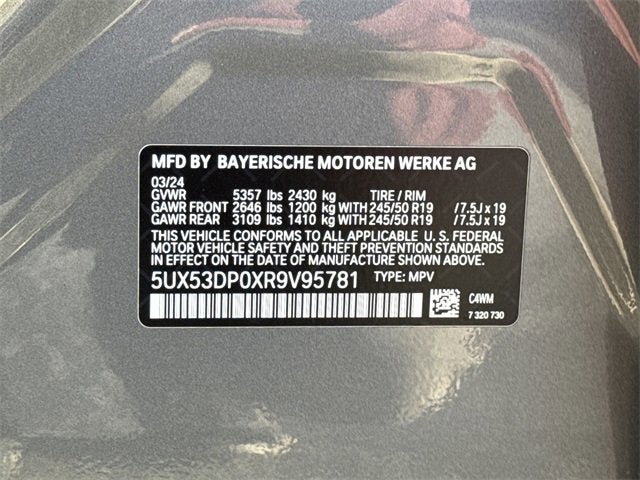 MFD BY BAYERISCHE MOTOREN WERKE AG
03/24
GVWR 5357 lbs 2430 kg TIRE / RIM
GAWR FRONT 2646 lbs 1200 kg WITH 245/50 R19 /7.5J x 19
GAWR REAR 3109 lbs 1410 kg WITH 245/50 R19 /7.5J x 19
THIS VEHICLE CONFORMS TO ALL APPLICABLE U. S. FEDERAL
MOTOR VEHICLE SAFETY AND THEFT PREVENTION STANDARDS
IN EFFECT ON THE DATE OF MANUFACTURE SHOWN ABOVE.
5UX53DP0XR9V95781 TYPE: MPV
C4WM
7 320 730